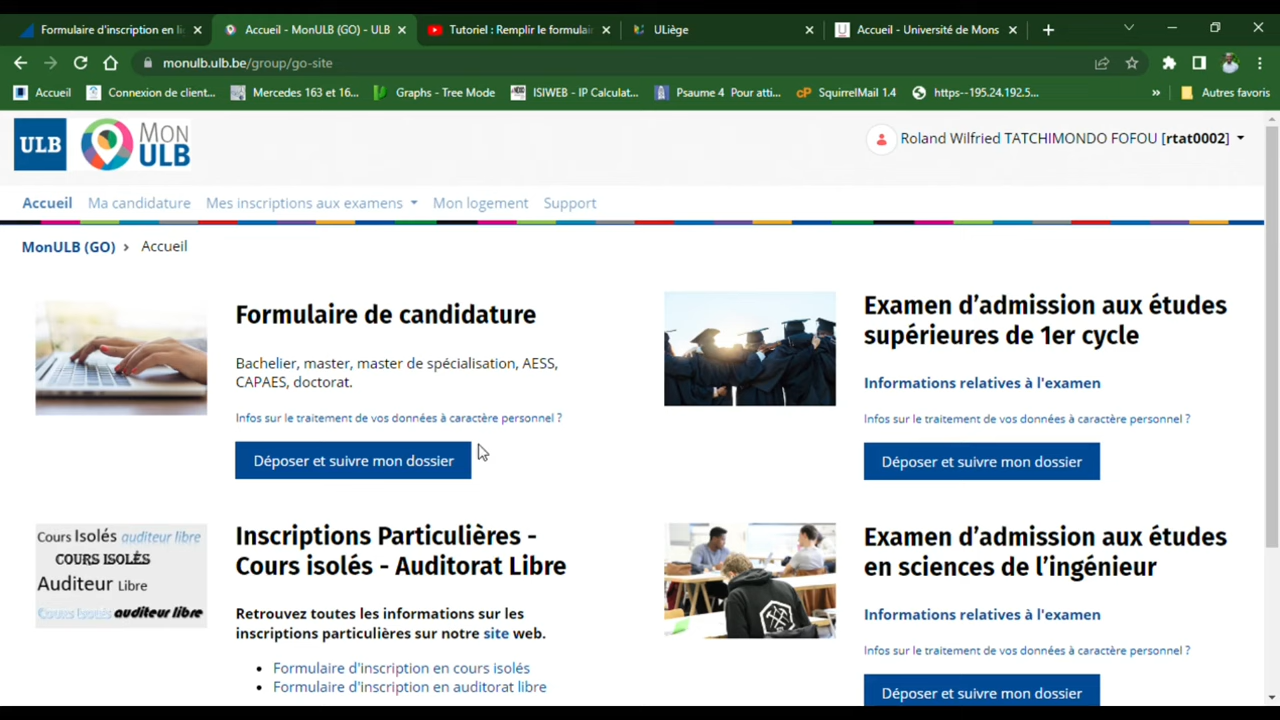 Formulaire d'inscription en li
Accueil - MonULB (GO) - ULB
Tutoriel : Remplir le formulair
ULiège
Accueil - Université de Mons
monulb.ulb.be/group/go-site
Accueil
Connexion de client...
Mercedes 163 et 16...
Graphs - Tree Mode
ISIWEB - IP Calculat...
Psaume 4 Pour atti...
SquirrelMail 1.4
https--195.24.192.5...
»
Autres favoris
ULB
MON
ULB
Roland Wilfried TATCHIMONDO FOFOU [rtat0002]
Accueil
Ma candidature
Mes inscriptions aux examens
Mon logement
Support
MonULB (GO) › Accueil
Formulaire de candidature
Bachelier, master, master de spécialisation, AESS,
CAPAES, doctorat.
Infos sur le traitement de vos données à caractère personnel ?
Déposer et suivre mon dossier
Examen d’admission aux études
supérieures de 1er cycle
Informations relatives à l'examen
Infos sur le traitement de vos données à caractère personnel ?
Déposer et suivre mon dossier
Cours Isolés auditeur libre
COURS ISOLÉS
Auditeur Libre
Cours Isolés auditeur libre
Inscriptions Particulières -
Cours isolés - Auditorat Libre
Retrouvez toutes les informations sur les
inscriptions particulières sur notre site web.
• Formulaire d'inscription en cours isolés
• Formulaire d'inscription en auditorat libre
Examen d’admission aux études
en sciences de l’ingénieur
Informations relatives à l'examen
Infos sur le traitement de vos données à caractère personnel ?
Déposer et suivre mon dossier